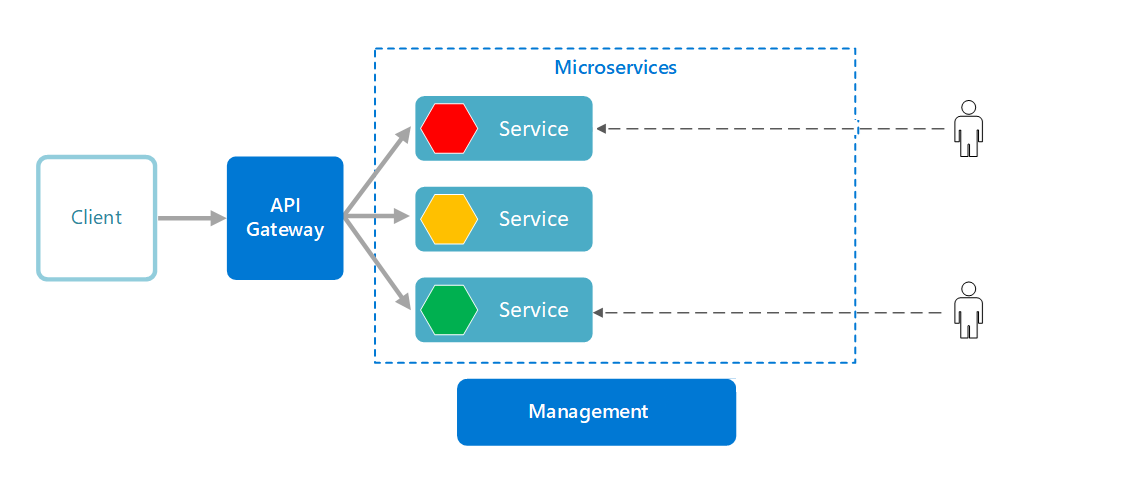 Microservices
Service
Client
API
Gateway
Service
Service
Management